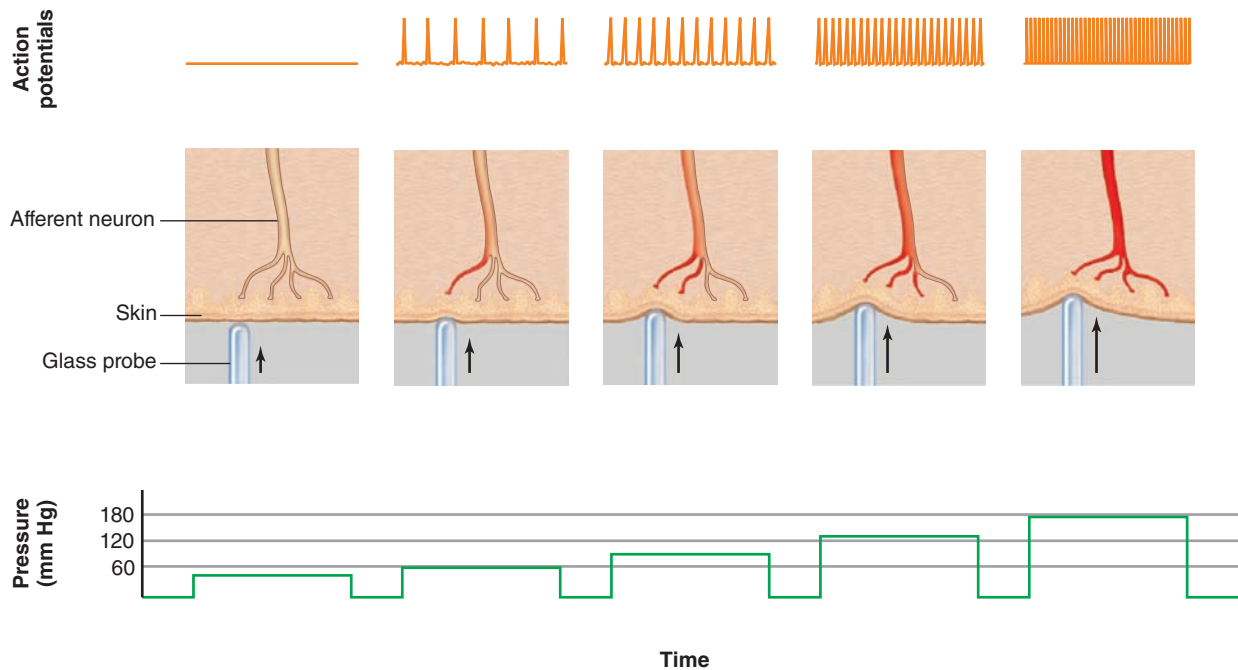 Action
potentials
Afferent neuron
Skin
Glass probe
Pressure
(mm Hg)
180
120
60
Time